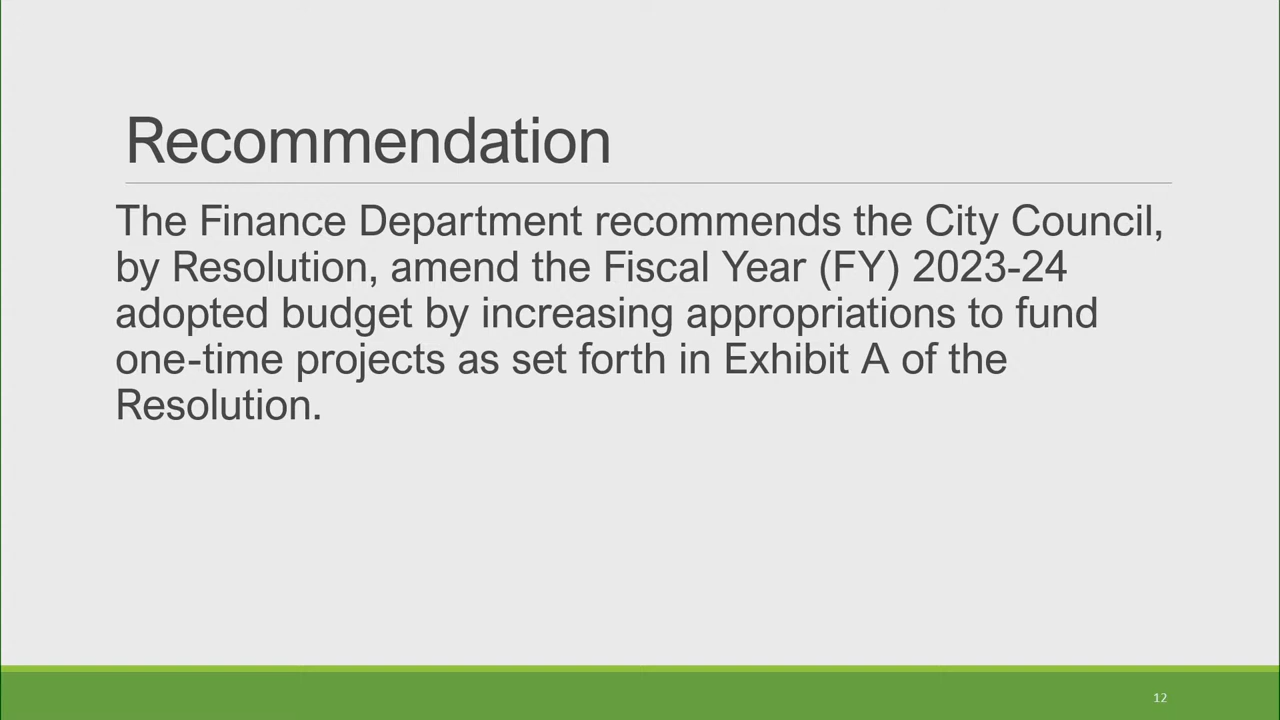 Recommendation
The Finance Department recommends the City Council,
by Resolution, amend the Fiscal Year (FY) 2023-24
adopted budget by increasing appropriations to fund
one-time projects as set forth in Exhibit A of the
Resolution.
12